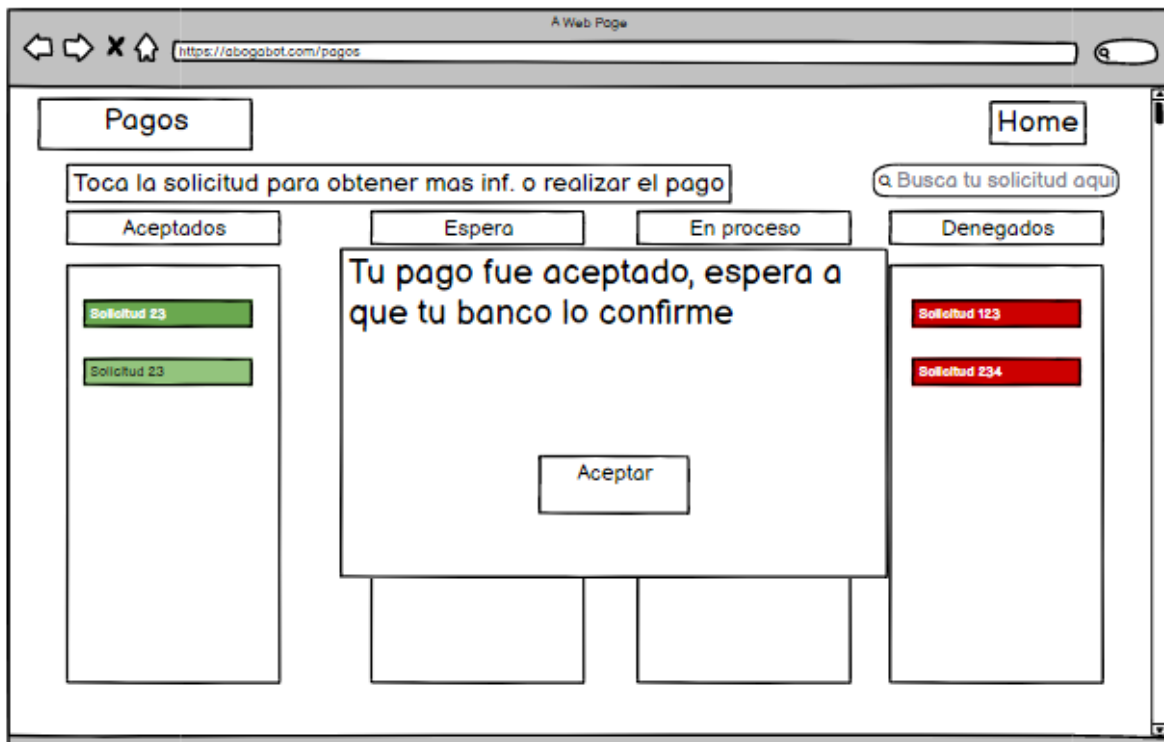 A Web Page
https://abogabot.com/pagos
Pagos
Home
Toca la solicitud para obtener mas inf. o realizar el pago
Busca tu solicitud aqui
Aceptados
Espera
En proceso
Denegados
Tu pago fue aceptado, espera a
que tu banco lo confirme
Solicitud 23
Solicitud 123
Solicitud 23
Solicitud 234
Aceptar